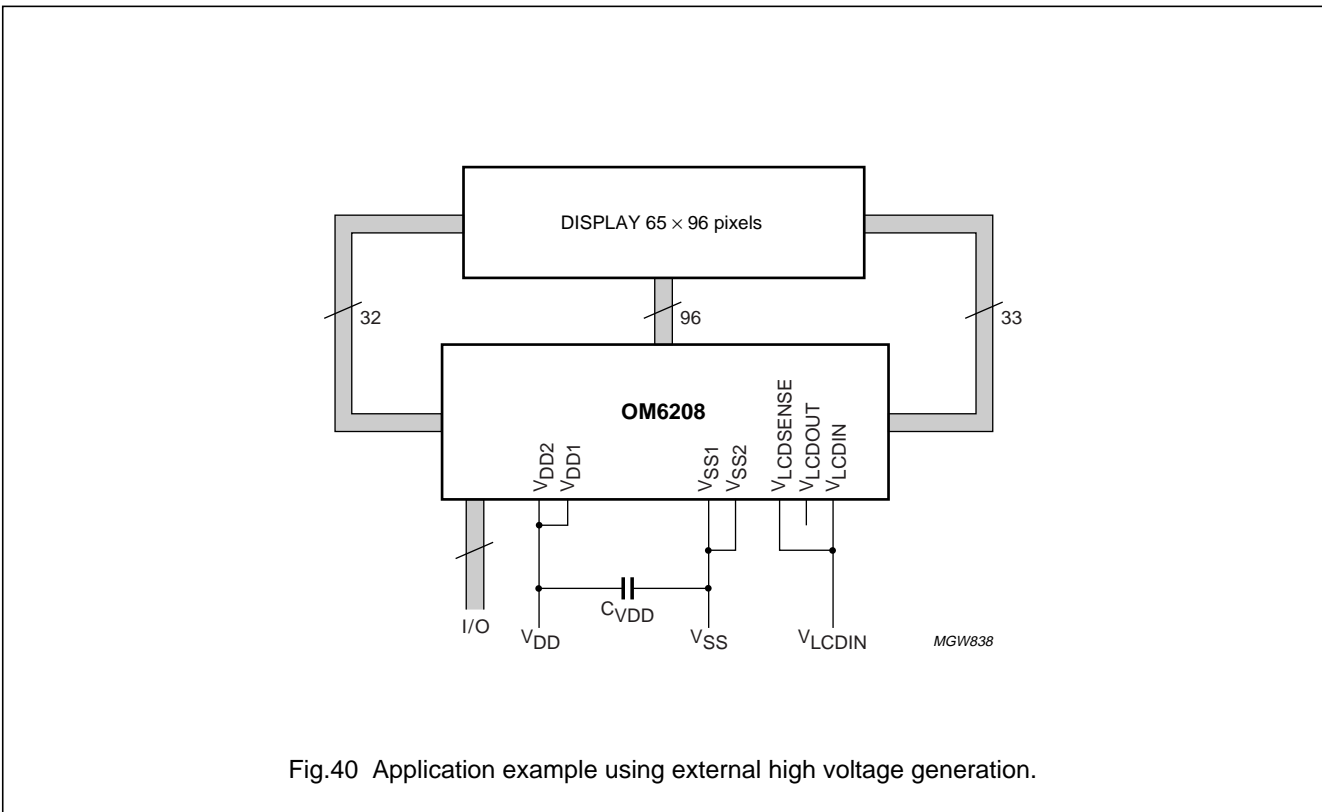 DISPLAY 65 × 96 pixels
32
96
33
OM6208
VDD2
VDD1
VSS1
VSS2
VLCDSENSE
VLCDOUT
VLCDIN
CVDD
I/O
VDD
VSS
VLCDIN
MGW838
Fig.40 Application example using external high voltage generation.